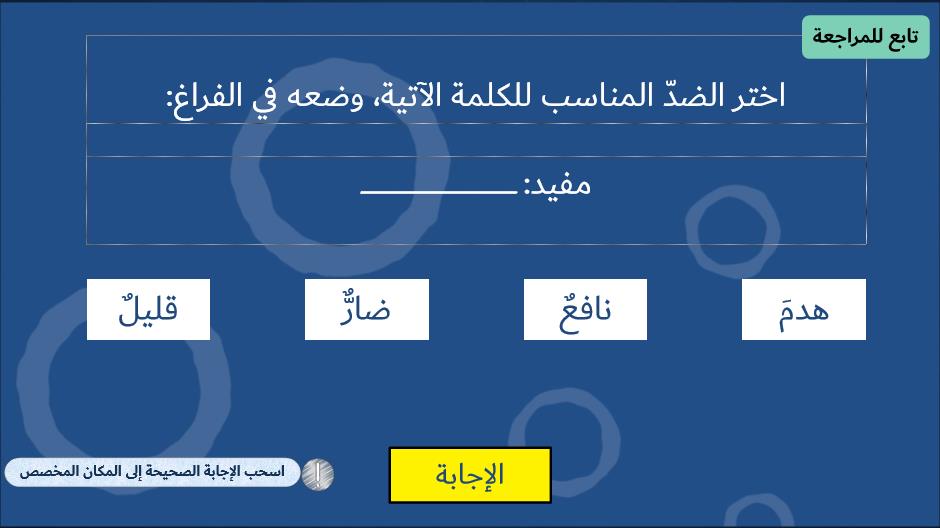 تابع للمراجعة
اختر الضدّ المناسب للكلمة الآتية، وضعه في الفراغ:
مفيد: __________
هدمَ
نافعٌ
ضارٌّ
قليلٌ
الإجابة
اسحب الإجابة الصحيحة إلى المكان المخصص